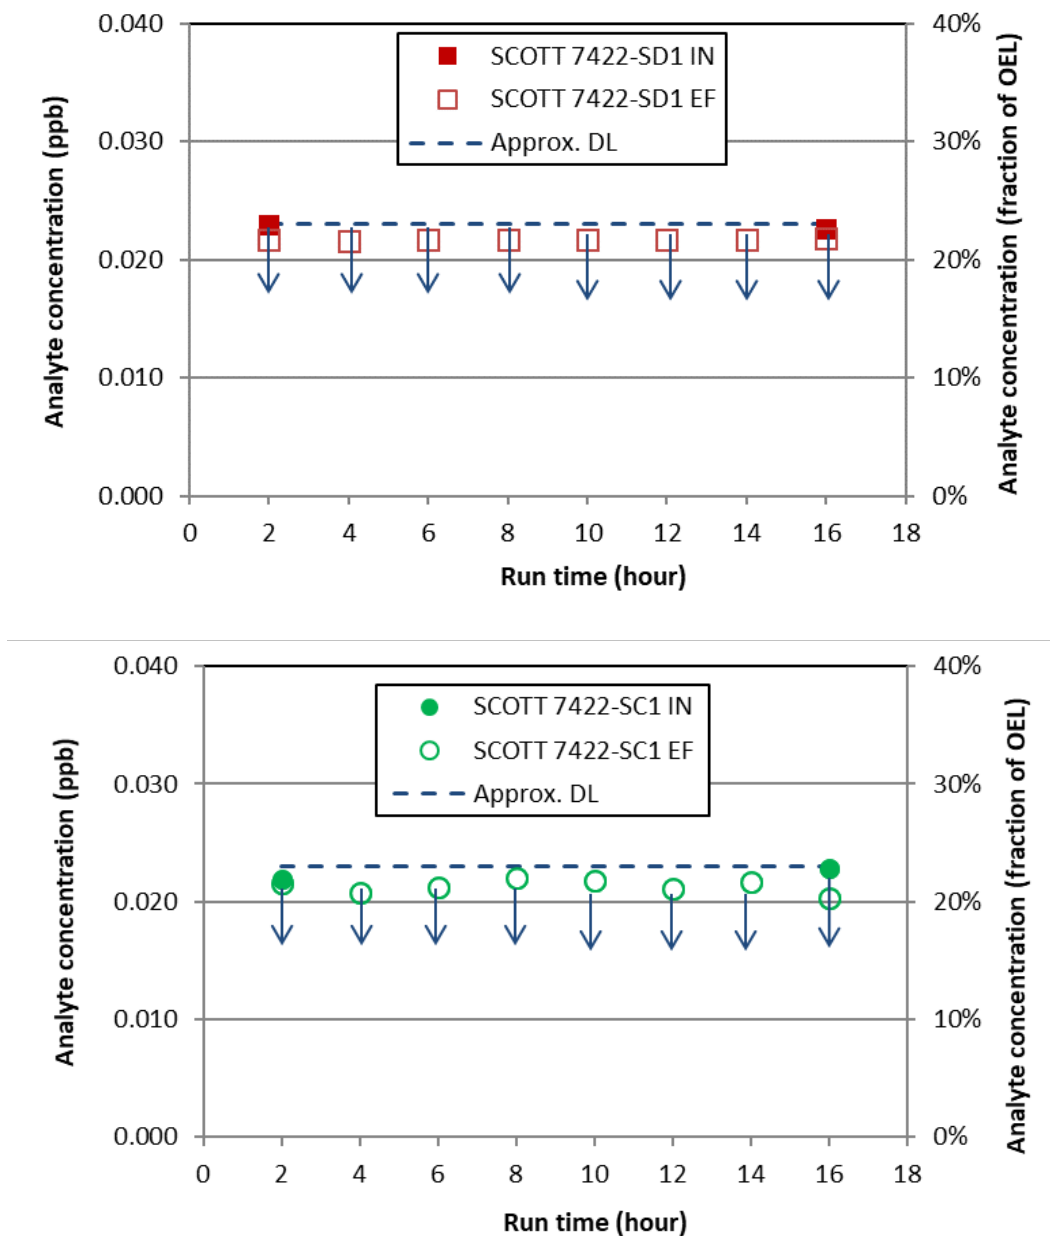 SCOTT 7422-SD1 IN
SCOTT 7422-SD1 EF
Approx. DL
Analyte concentration (ppb)
0.040
0.030
0.020
0.010
0.000
40%
30%
20%
10%
0%
Analyte concentration (fraction of OEL)
0 2 4 6 8 10 12 14 16 18
Run time (hour)
SCOTT 7422-SC1 IN
SCOTT 7422-SC1 EF
Approx. DL
Analyte concentration (ppb)
0.040
0.030
0.020
0.010
0.000
40%
30%
20%
10%
0%
Analyte concentration (fraction of OEL)
0 2 4 6 8 10 12 14 16 18
Run time (hour)